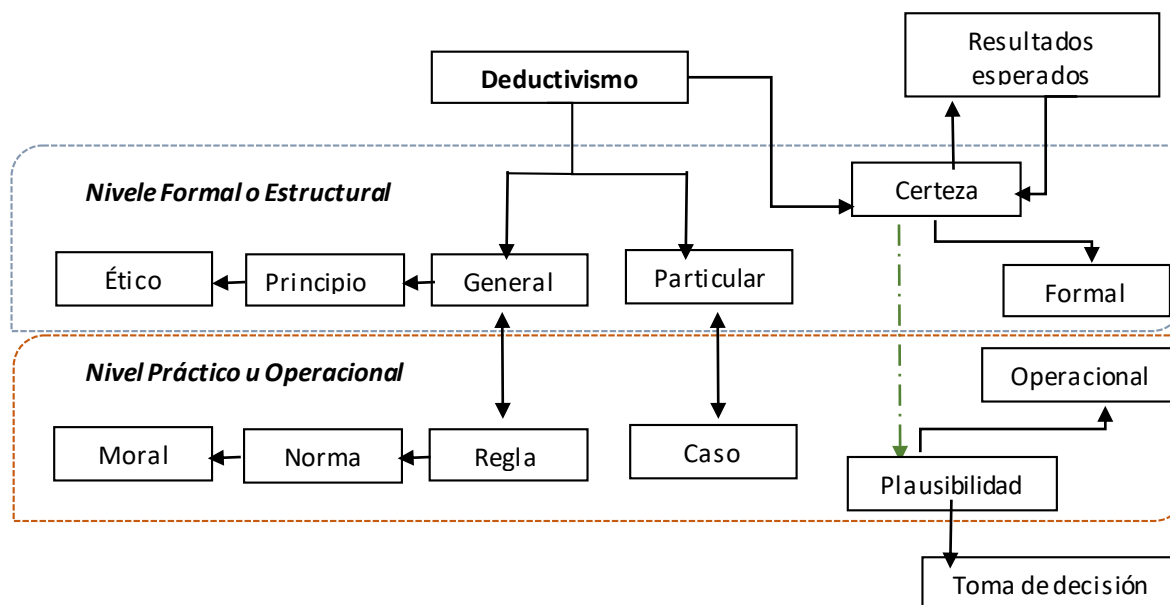 Resultados
esperados
Deductivismo
Nivele Formal o Estructural
Certeza
Ético
Principio
General
Particular
Formal
Nivel Práctico u Operacional
Operacional
Moral
Norma
Regla
Caso
Plausibilidad
Toma de decisión